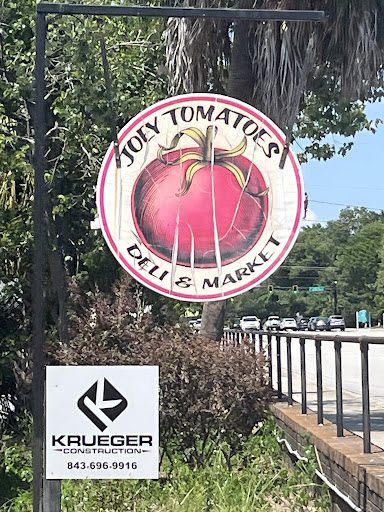 JOEY TOMATOES
DELI & MARKET
KRUEGER
CONSTRUCTION
843-696-9916